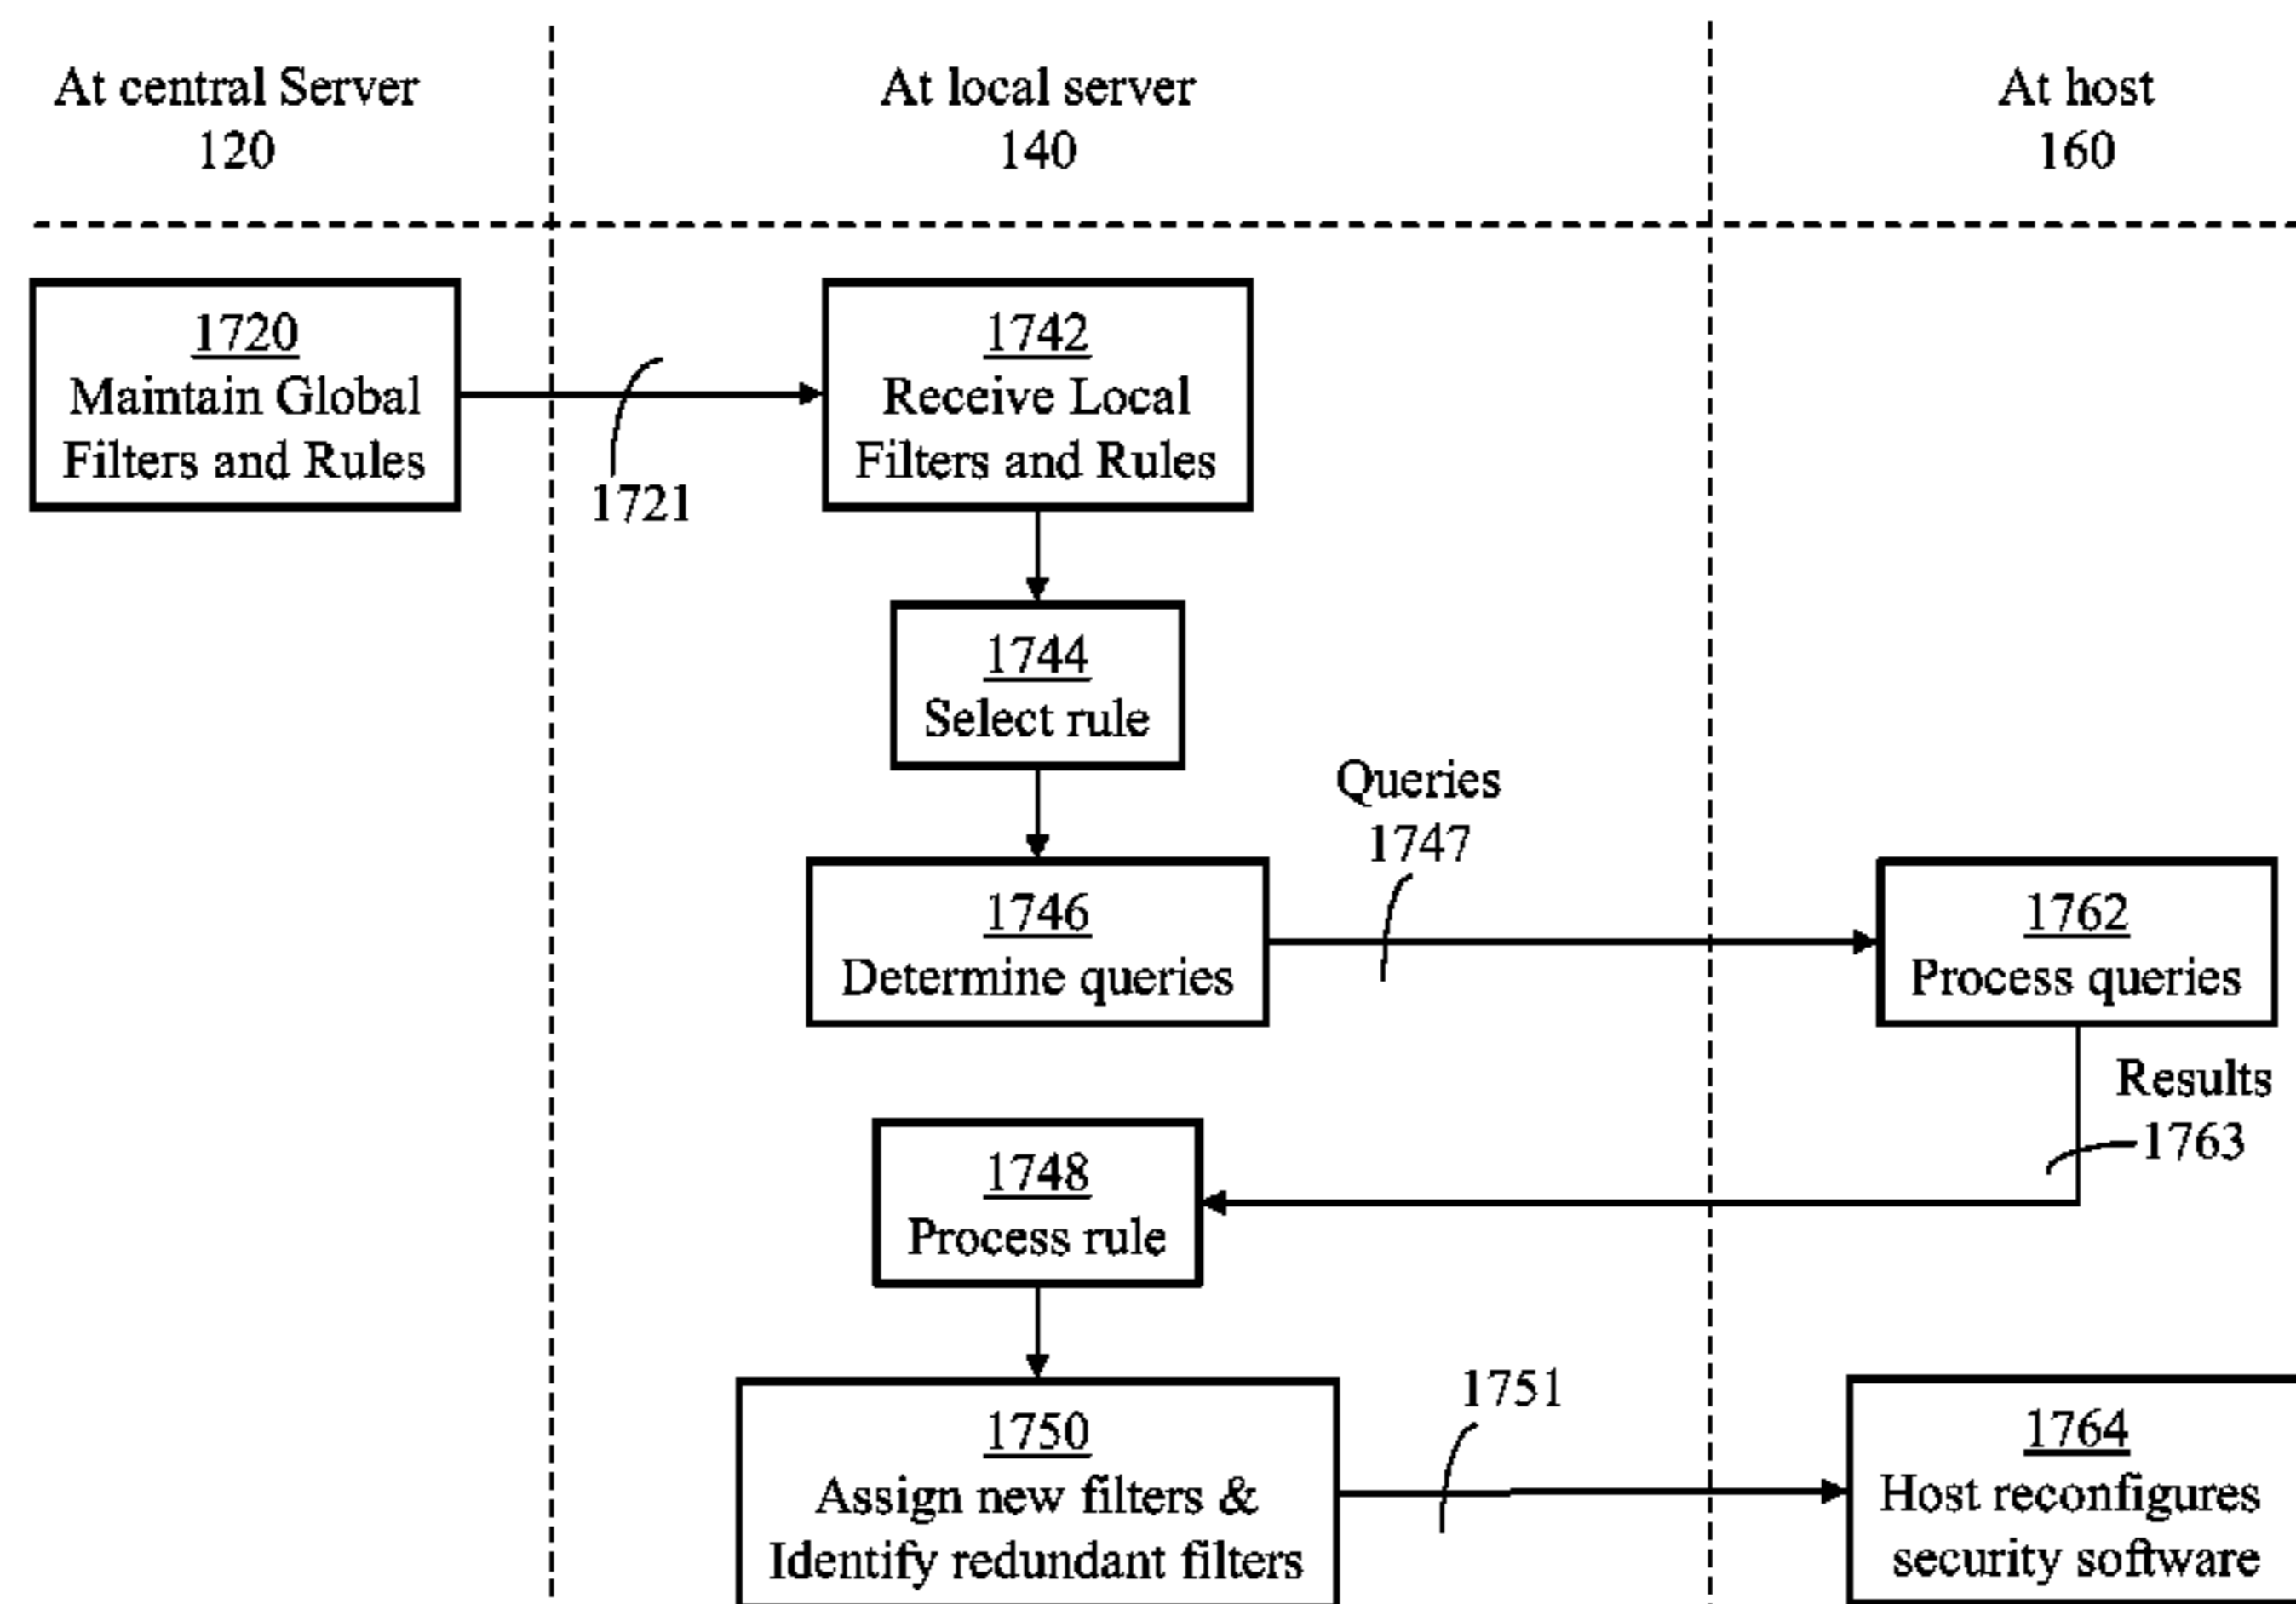 At central Server
120
At local server
140
At host
160
1720
Maintain Global
Filters and Rules
1721
1742
Receive Local
Filters and Rules
1744
Select rule
Queries
1747
1746
Determine queries
1762
Process queries
Results
1763
1748
Process rule
1751
1750
Assign new filters &
Identify redundant filters
1764
Host reconfigures
security software